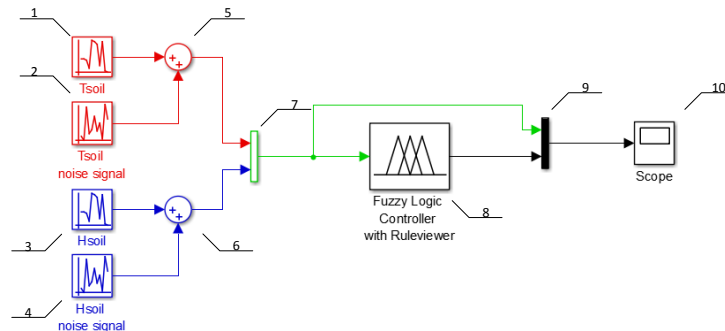 1
5
Tsoil
2
7
9
10
Tsoil
noise signal
Scope
Fuzzy Logic
Controller
with Ruleviewer
8
3
Hsoil
6
4
Hsoil
noise signal